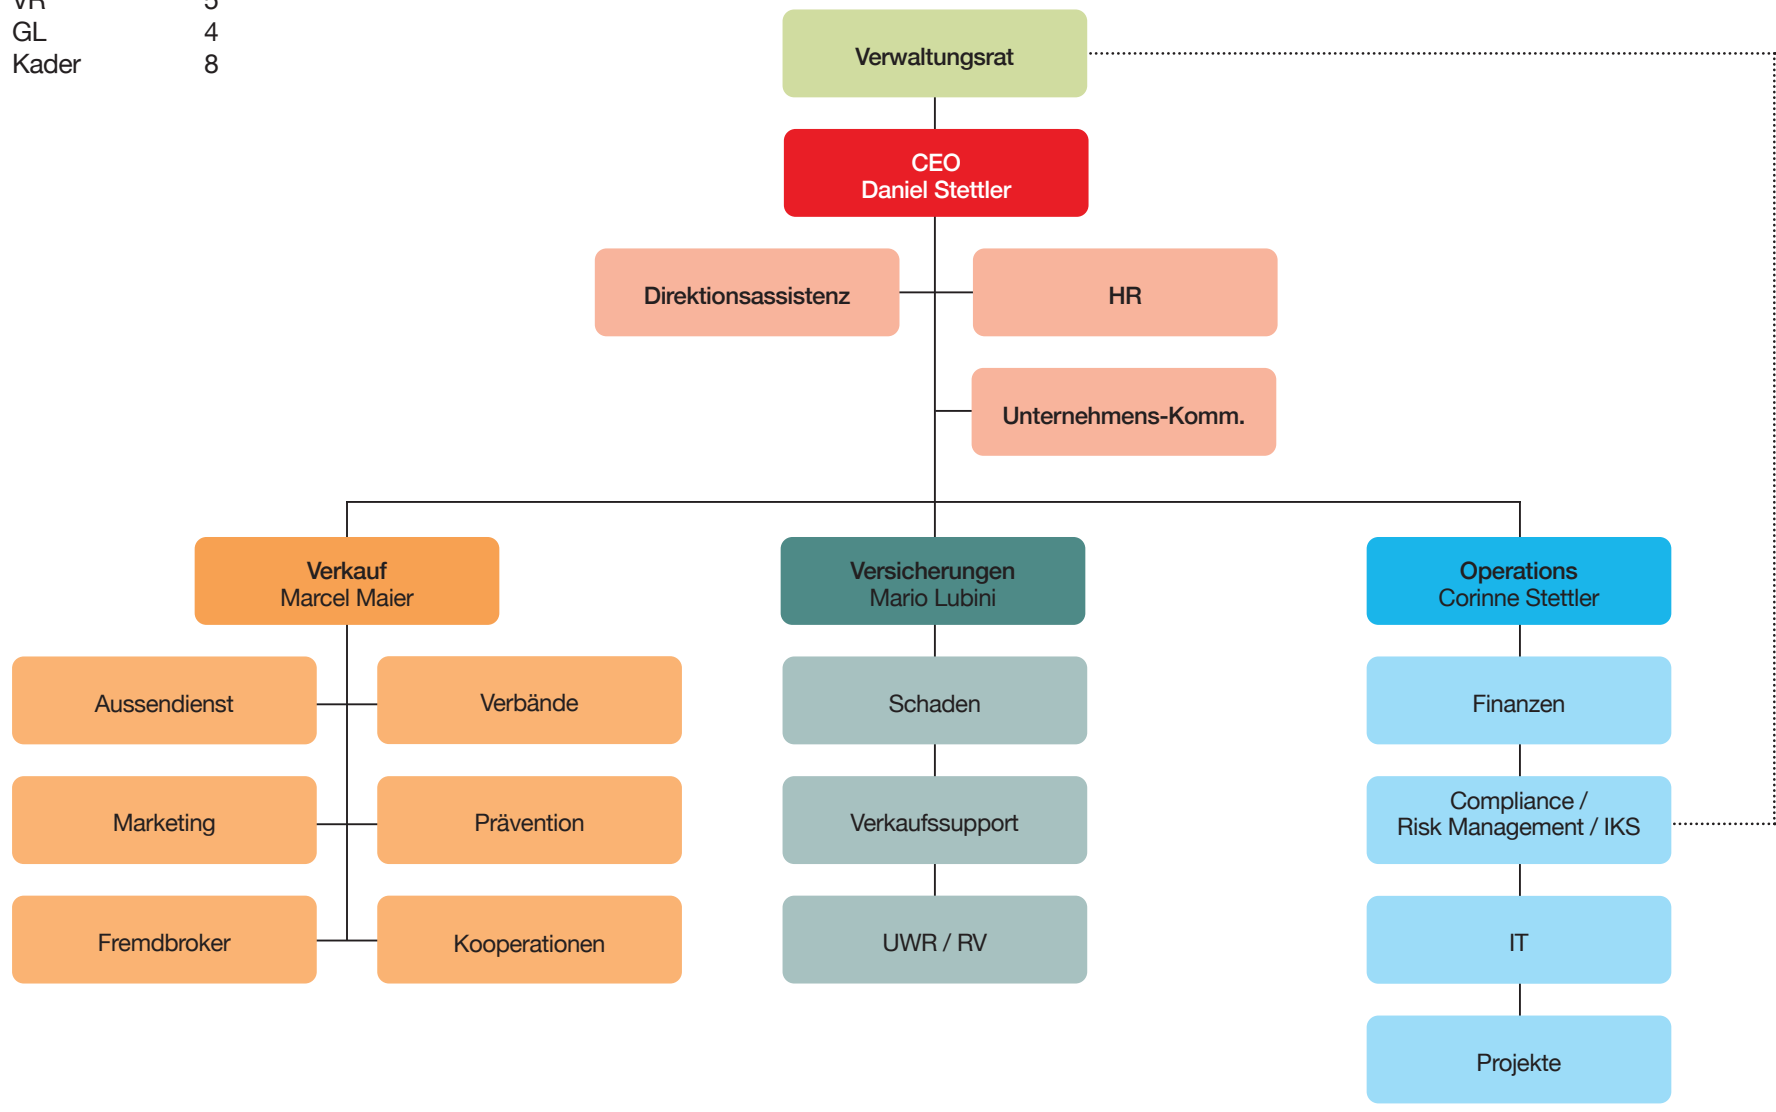 VR 5
GL 4
Kader 8
Verwaltungsrat
CEO
Daniel Stettler
Direktionsassistenz
HR
Unternehmens-Komm.
Verkauf
Marcel Maier
Versicherungen
Mario Lubini
Operations
Corinne Stettler
Aussendienst
Verbände
Schaden
Finanzen
Marketing
Prävention
Verkaufssupport
Compliance /
Risk Management / IKS
Fremdbroker
Kooperationen
UWR / RV
IT
Projekte